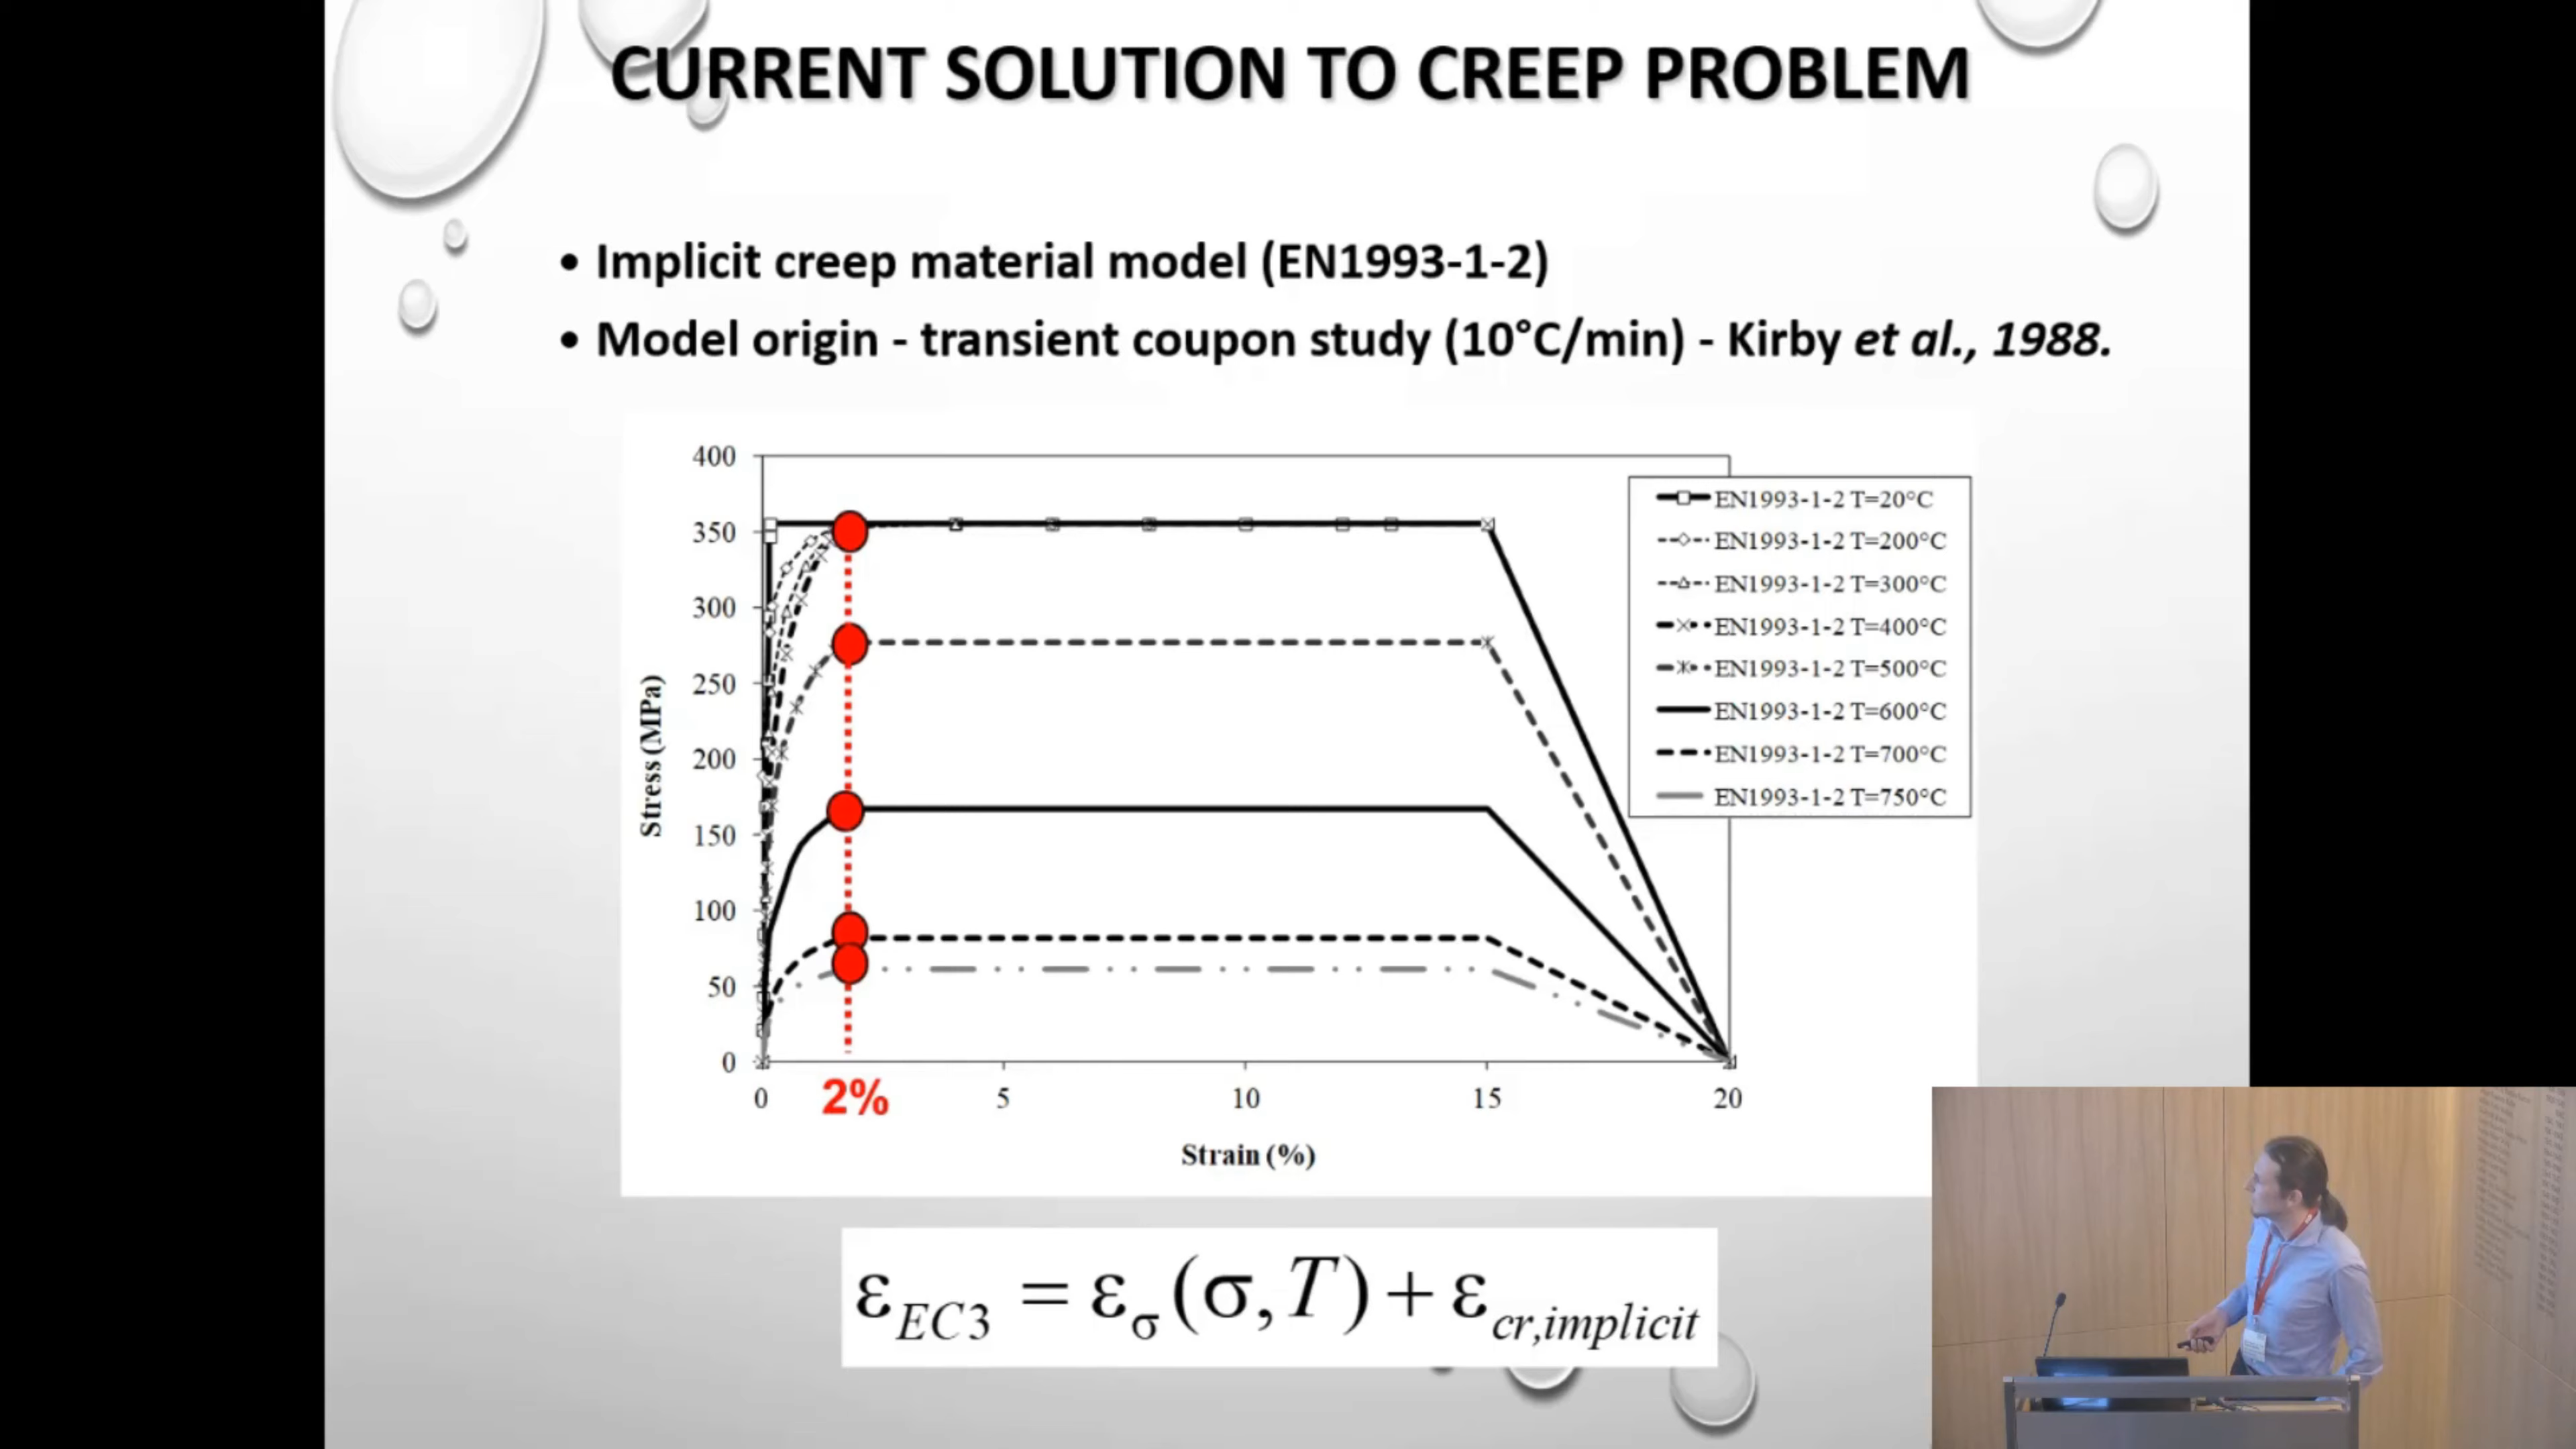 CURRENT SOLUTION TO CREEP PROBLEM
• Implicit creep material model (EN1993-1-2)
• Model origin - transient coupon study (10°C/min) - Kirby et al., 1988.
400
350
300
250
200
150
100
50
0
Stress (MPa)
EN1993-1-2 T=20°C
EN1993-1-2 T=200°C
EN1993-1-2 T=300°C
EN1993-1-2 T=400°C
EN1993-1-2 T=500°C
EN1993-1-2 T=600°C
EN1993-1-2 T=700°C
EN1993-1-2 T=750°C
0 2% 5 10 15 20
Strain (%)
ε_EC3 = ε_σ(σ,T) + ε_cr,implicit